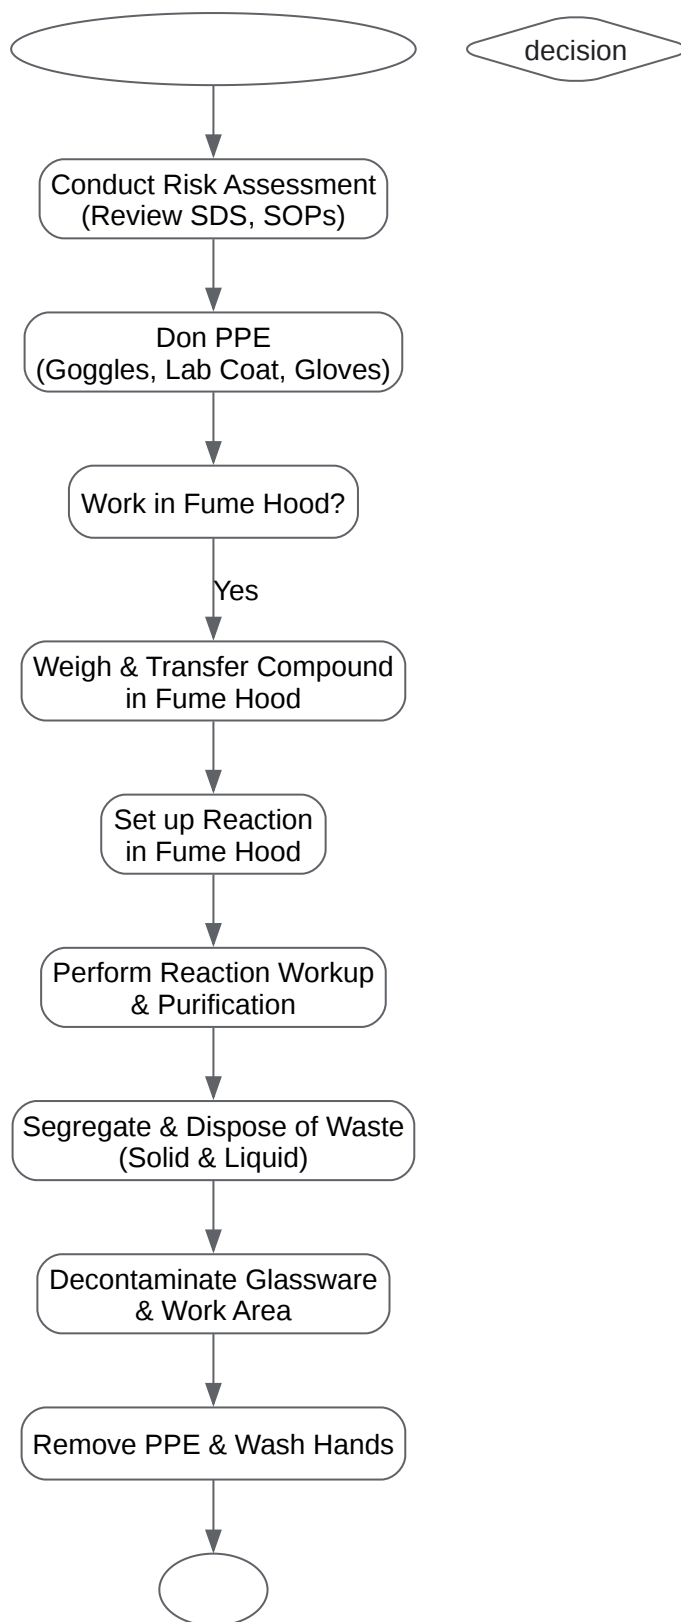 decision
Conduct Risk Assessment
(Review SDS, SOPs)
Don PPE
(Goggles, Lab Coat, Gloves)
Work in Fume Hood?
Yes
Weigh & Transfer Compound
in Fume Hood
Set up Reaction
in Fume Hood
Perform Reaction Workup
& Purification
Segregate & Dispose of Waste
(Solid & Liquid)
Decontaminate Glassware
& Work Area
Remove PPE & Wash Hands